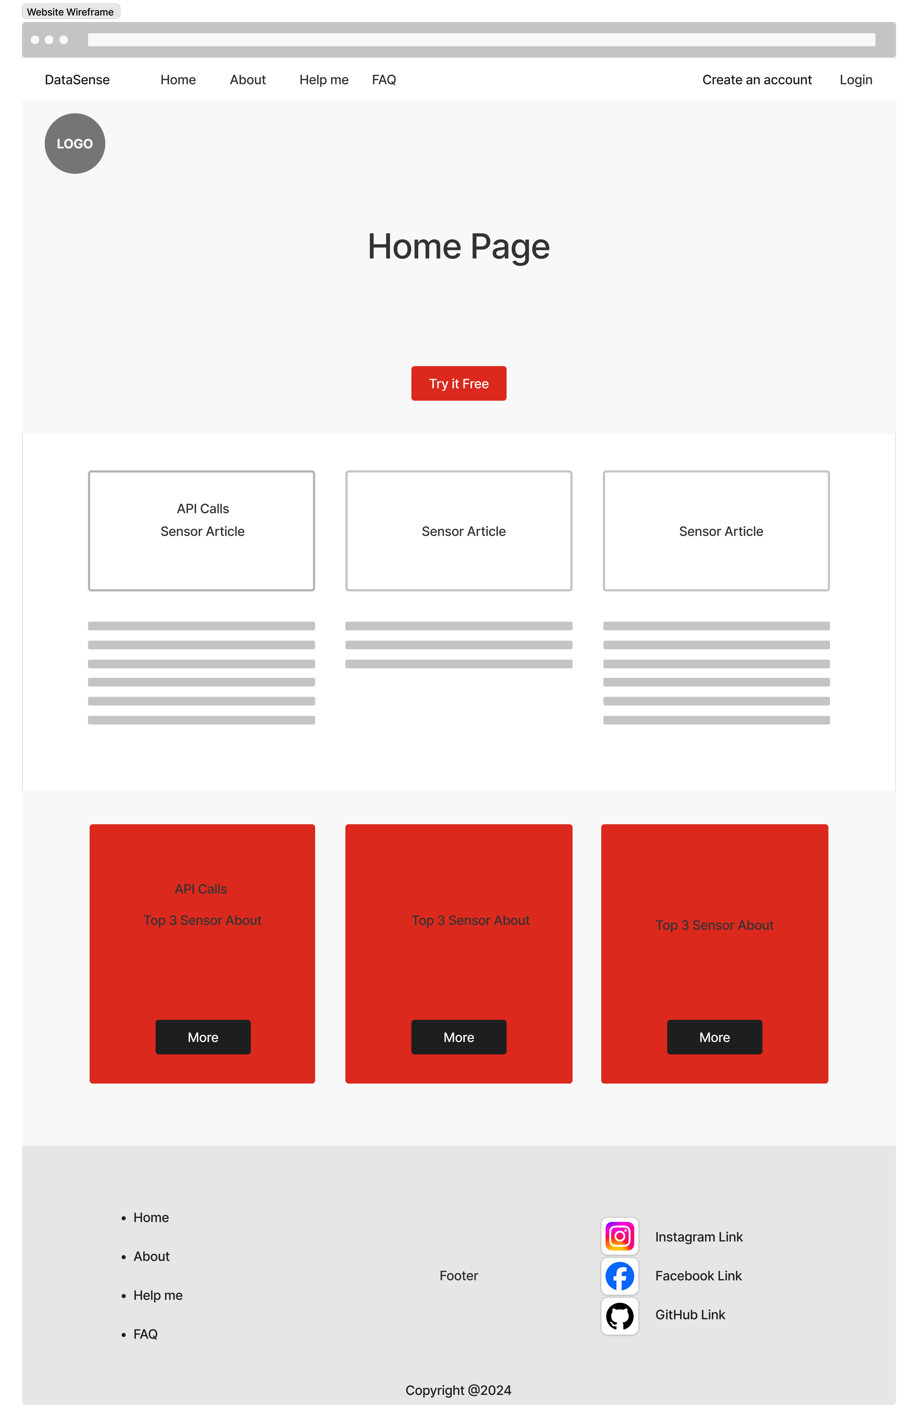 Website Wireframe
DataSense Home About Help me FAQ Create an account Login
LOGO
Home Page
Try it Free
API Calls
Sensor Article
Sensor Article
Sensor Article
API Calls
Top 3 Sensor About
More
Top 3 Sensor About
More
Top 3 Sensor About
More
• Home
• About
• Help me
• FAQ
Footer
Instagram Link
Facebook Link
GitHub Link
Copyright @2024